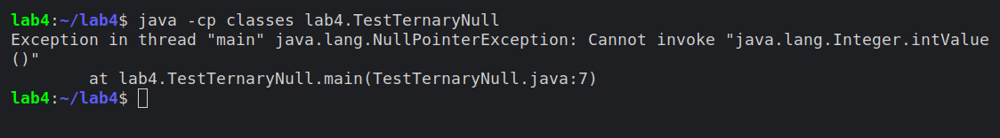 lab4:~/lab4$ java -cp classes lab4.TestTernaryNull
Exception in thread "main" java.lang.NullPointerException: Cannot invoke "java.lang.Integer.intValue
()"
        at lab4.TestTernaryNull.main(TestTernaryNull.java:7)
lab4:~/lab4$